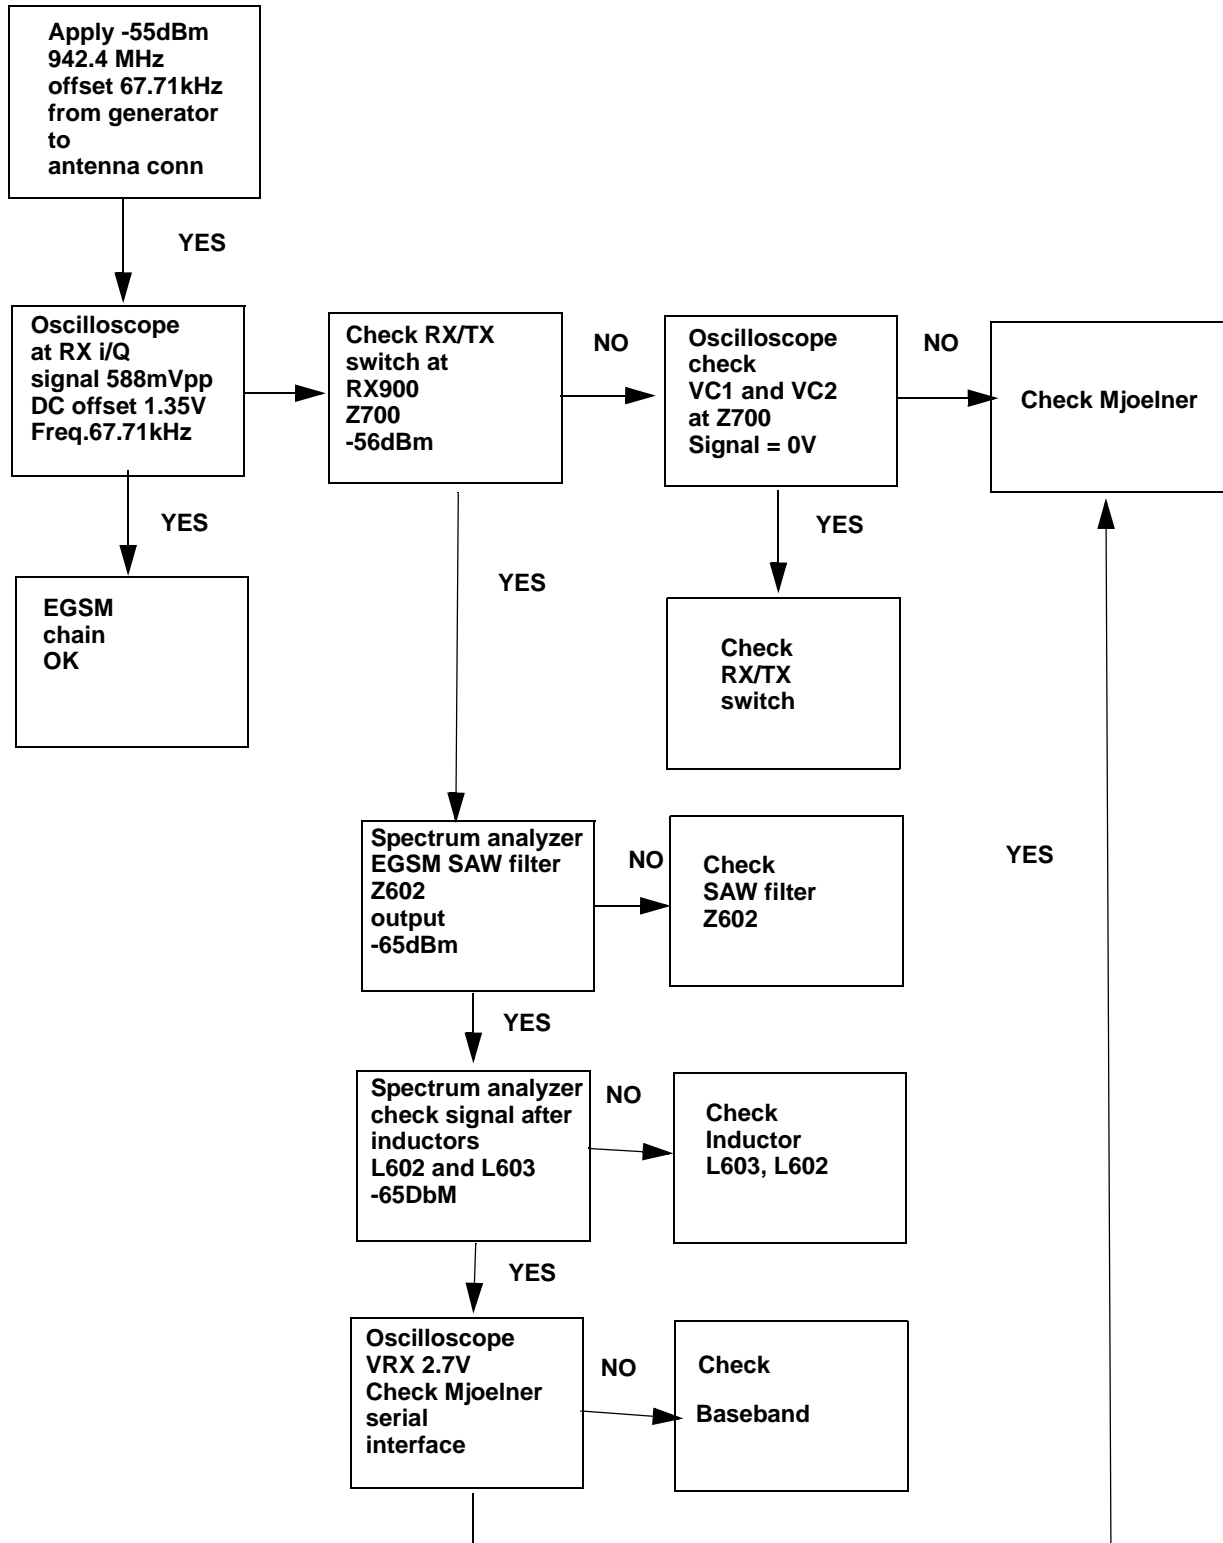 Apply -55dBm
942.4 MHz
offset 67.71kHz
from generator
to
antenna conn
YES
Oscilloscope
at RX i/Q
signal 588mVpp
DC offset 1.35V
Freq.67.71kHz
Check RX/TX
switch at
RX900
Z700
-56dBm
NO
Oscilloscope
check
VC1 and VC2
at Z700
Signal = 0V
NO
Check Mjoelner
YES
YES
YES
EGSM
chain
OK
Check
RX/TX
switch
Spectrum analyzer
EGSM SAW filter
Z602
output
-65dBm
NO
Check
SAW filter
Z602
YES
YES
Spectrum analyzer
check signal after
inductors
L602 and L603
-65DbM
NO
Check
Inductor
L603, L602
YES
Oscilloscope
VRX 2.7V
Check Mjoelner
serial
interface
NO
Check
Baseband